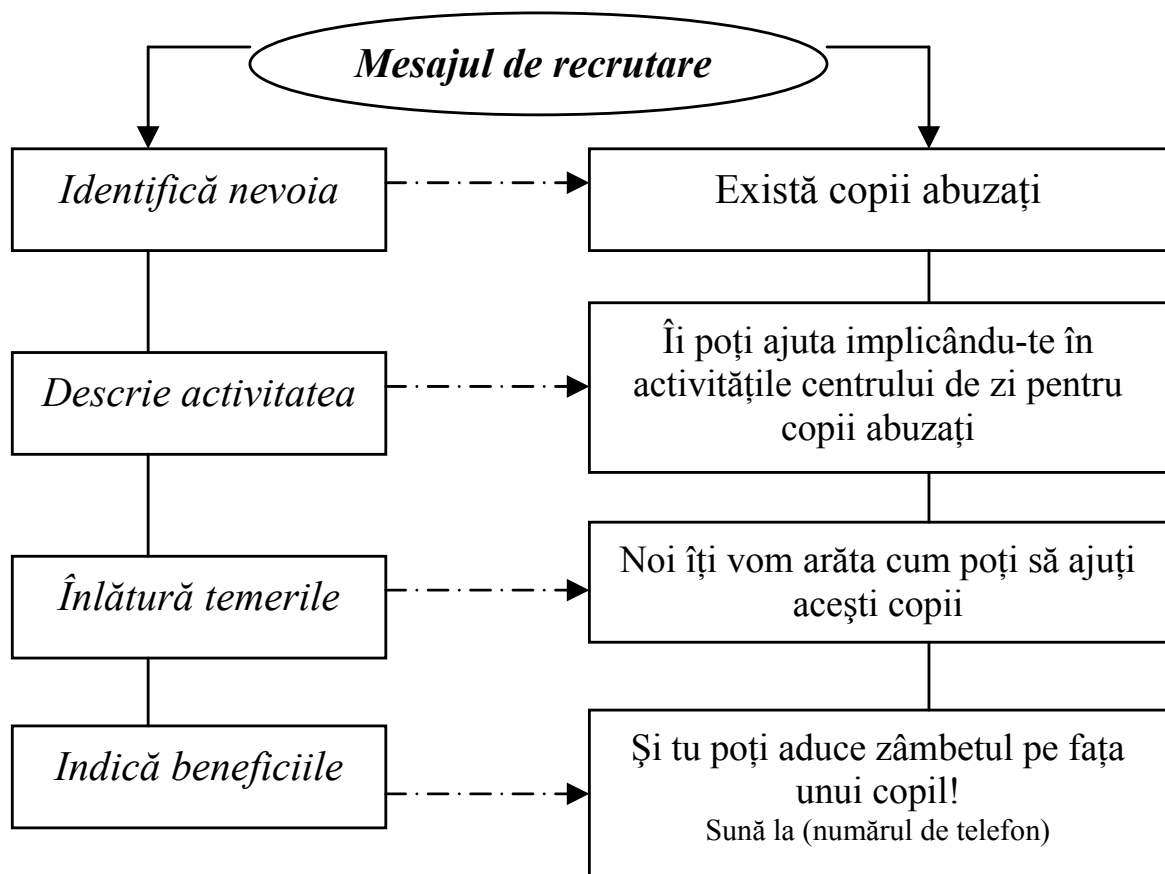 Mesajul de recrutare
Identifică nevoia
Există copii abuzați
Descrie activitatea
Îi poți ajuta implicându-te în
activitățile centrului de zi pentru
copii abuzați
Înlătură temerile
Noi îți vom arăta cum poți să ajuți
acești copii
Indică beneficiile
Şi tu poți aduce zâmbetul pe fața
unui copil!
Sună la (numărul de telefon)